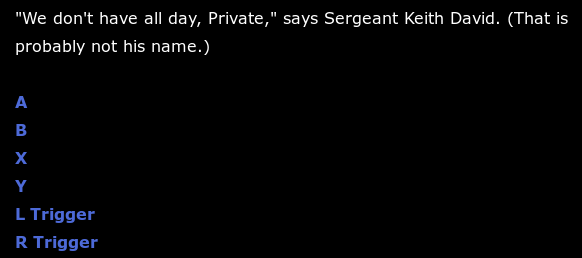 "We don't have all day, Private," says Sergeant Keith David. (That is
probably not his name.)
A
B
X
Y
L Trigger
R Trigger